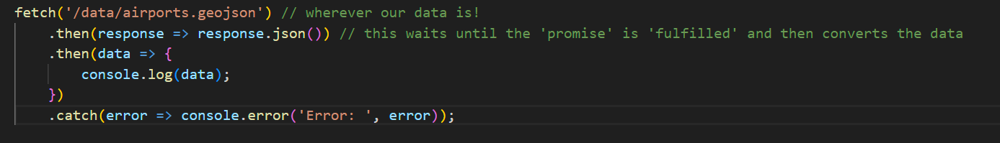 fetch('/data/airports.geojson') // wherever our data is!
    .then(response => response.json()) // this waits until the 'promise' is 'fulfilled' and then converts the data
    .then(data => {
        console.log(data);
    })
    .catch(error => console.error('Error: ', error));